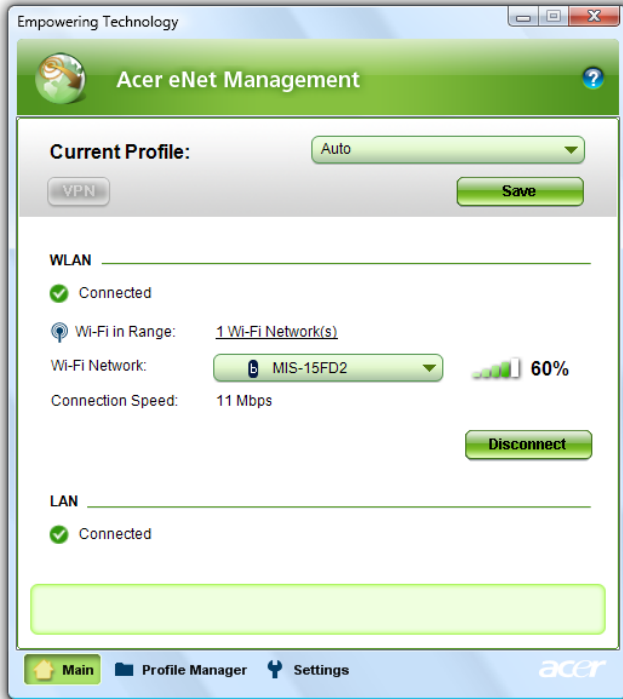 Empowering Technology
Acer eNet Management
?
Current Profile: Auto
VPN Save
WLAN
Connected
Wi-Fi in Range: 1 Wi-Fi Network(s)
Wi-Fi Network: b MIS-15FD2 60%
Connection Speed: 11 Mbps
Disconnect
LAN
Connected
Main Profile Manager Settings acer